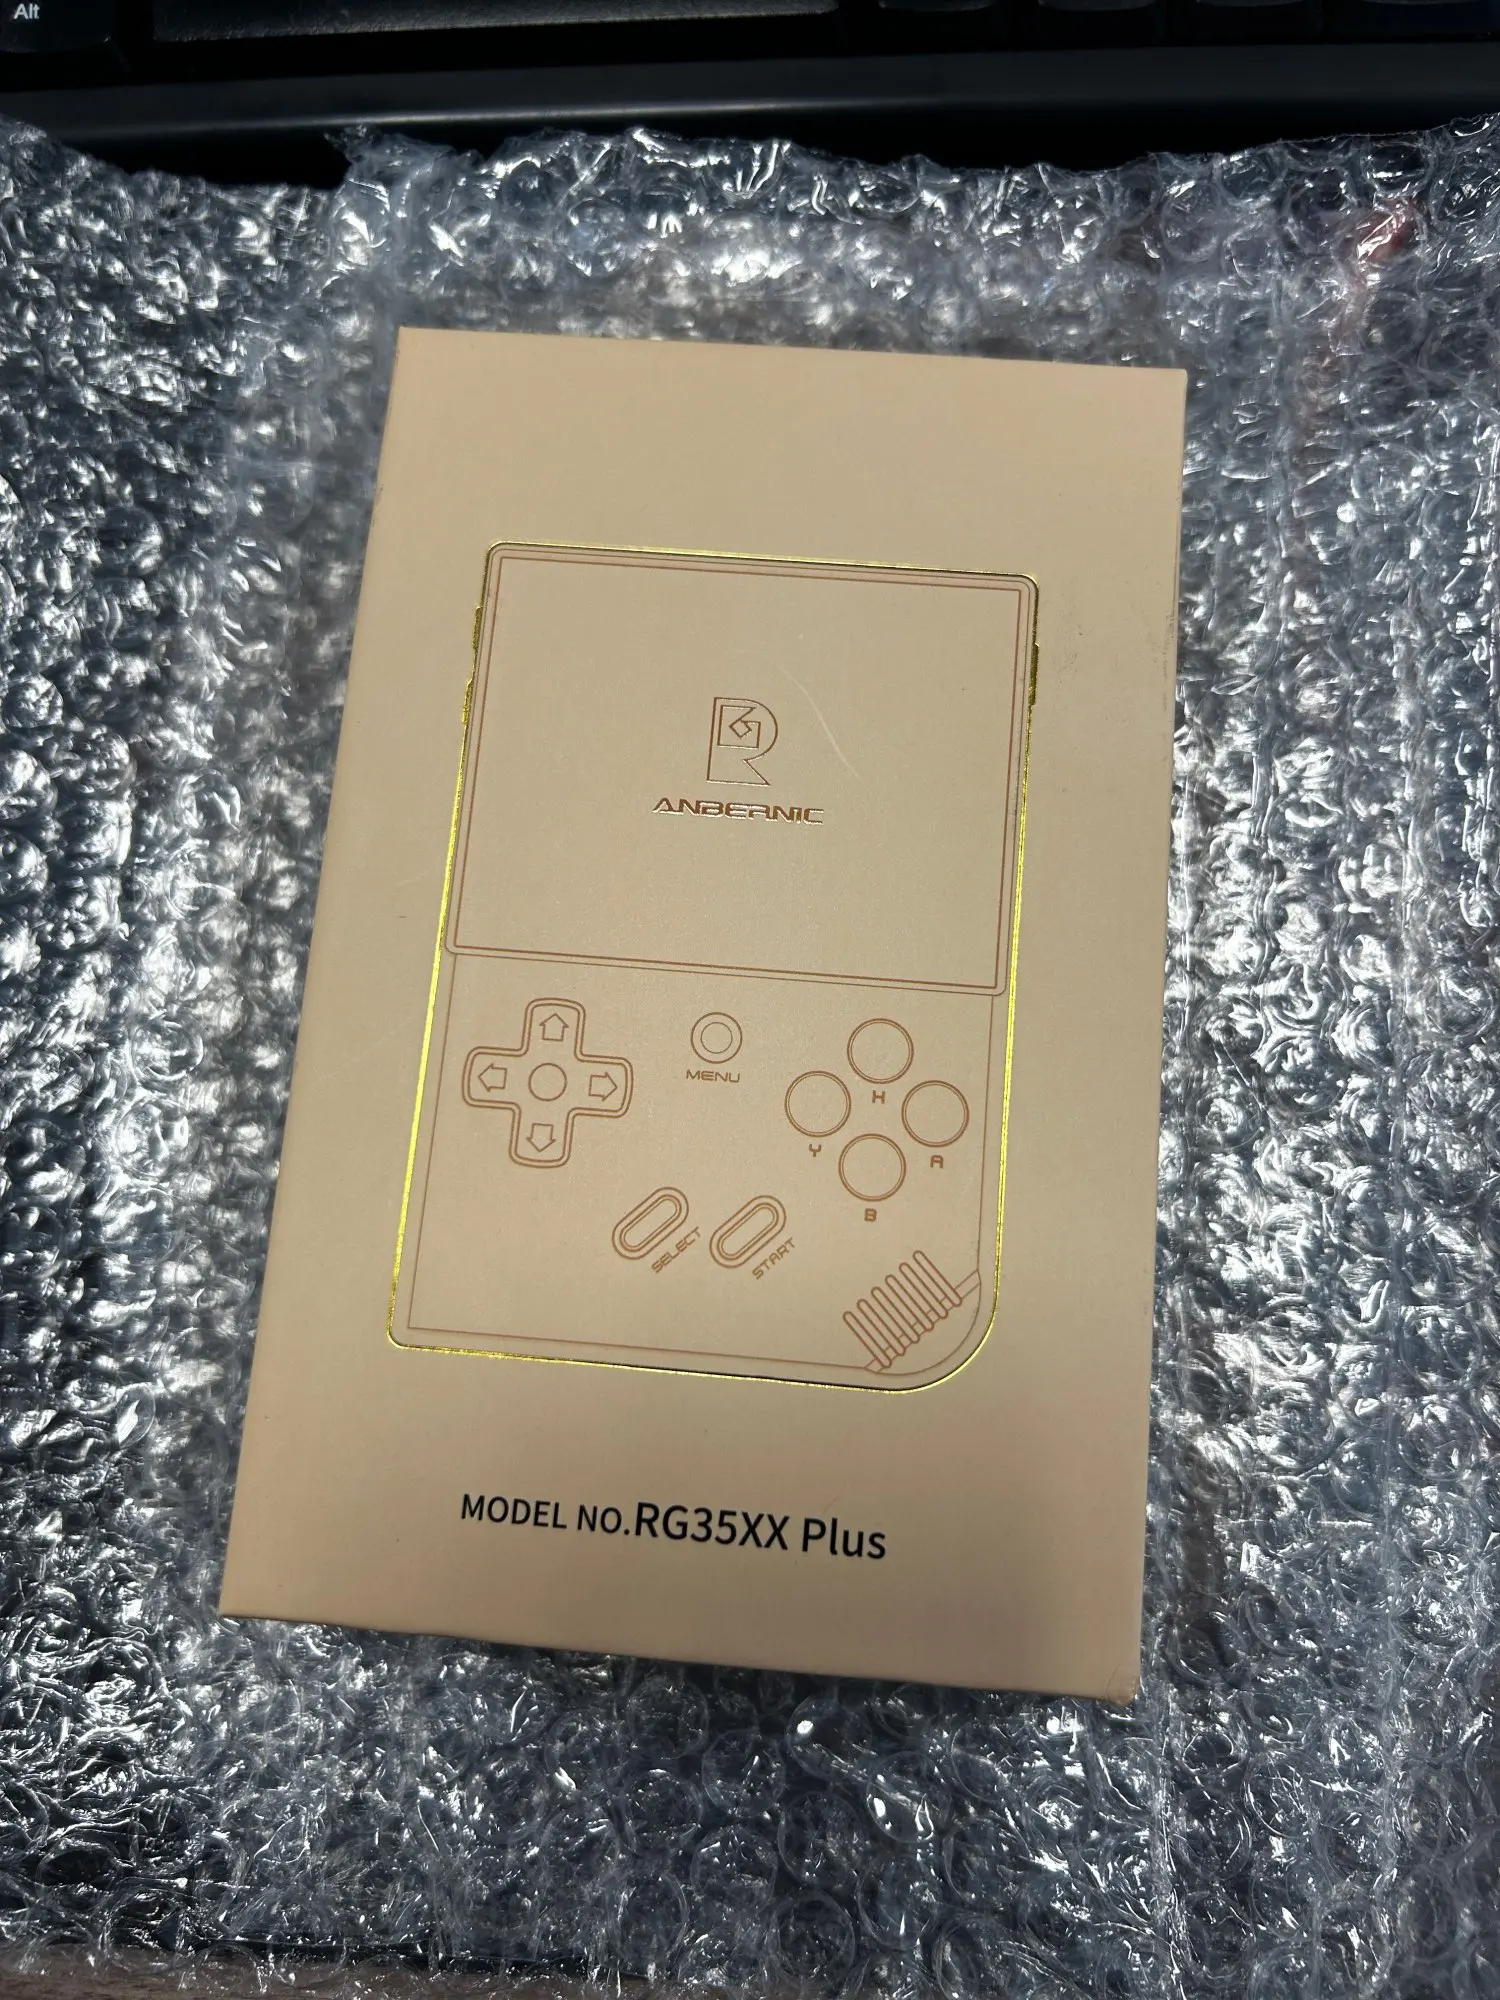 Alt
ANBERNIC
MENU
H
Y
A
B
SELECT
START
MODEL NO.RG35XX Plus